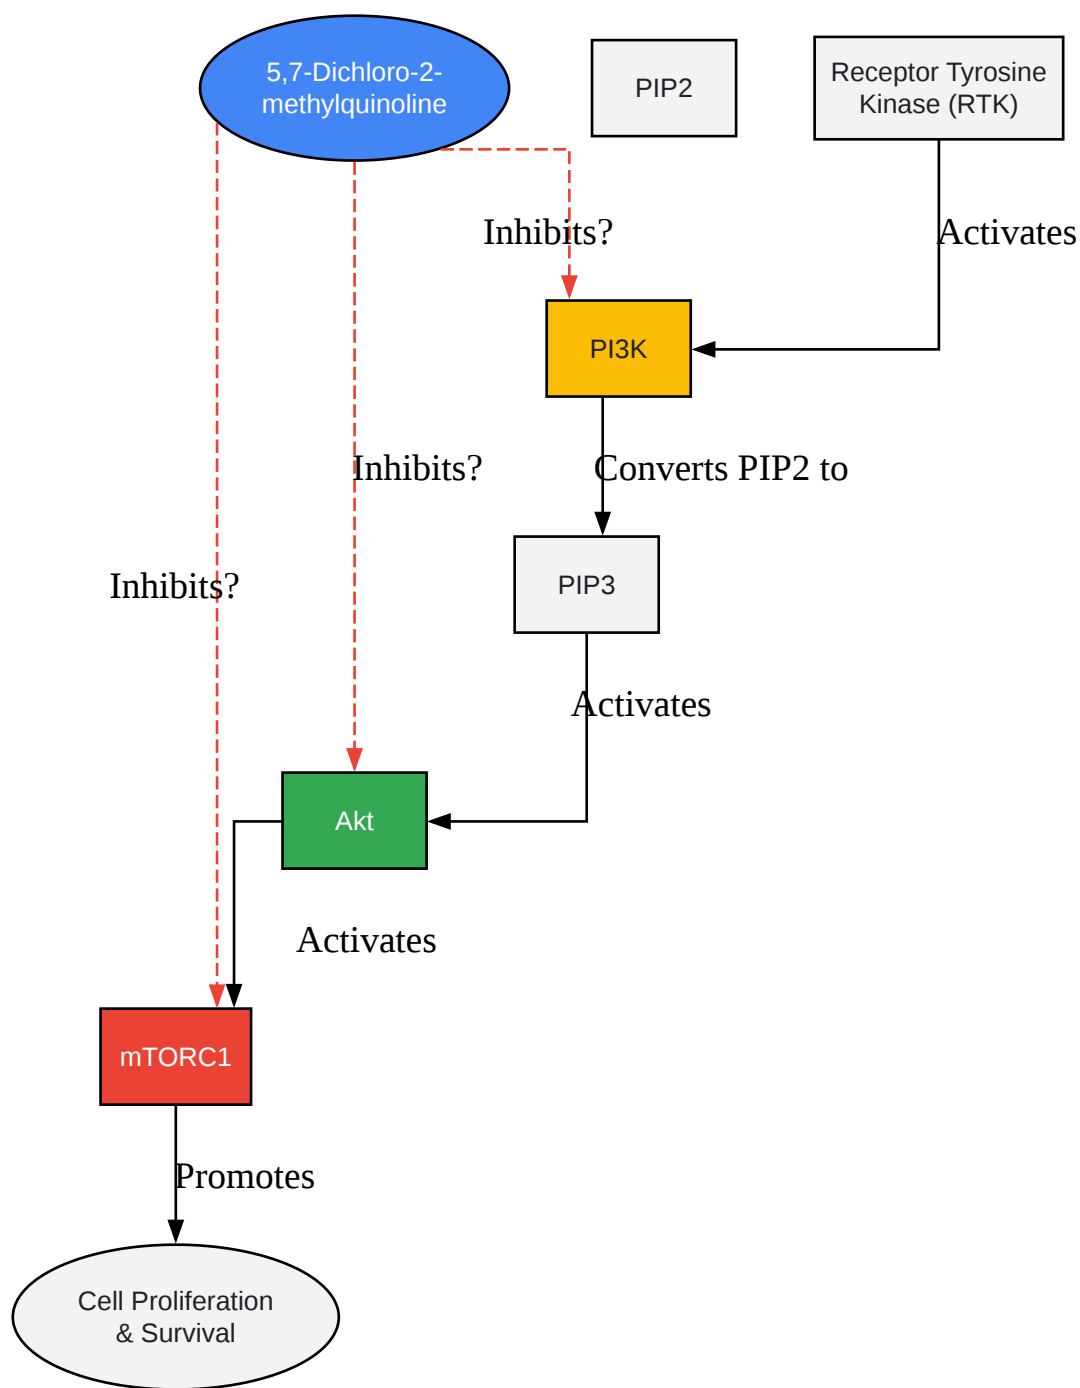 5,7-Dichloro-2-
methylquinoline
PIP2
Receptor Tyrosine
Kinase (RTK)
Inhibits?
Activates
PI3K
Inhibits?
Converts PIP2 to
Inhibits?
PIP3
Activates
Akt
Activates
mTORC1
Promotes
Cell Proliferation
& Survival